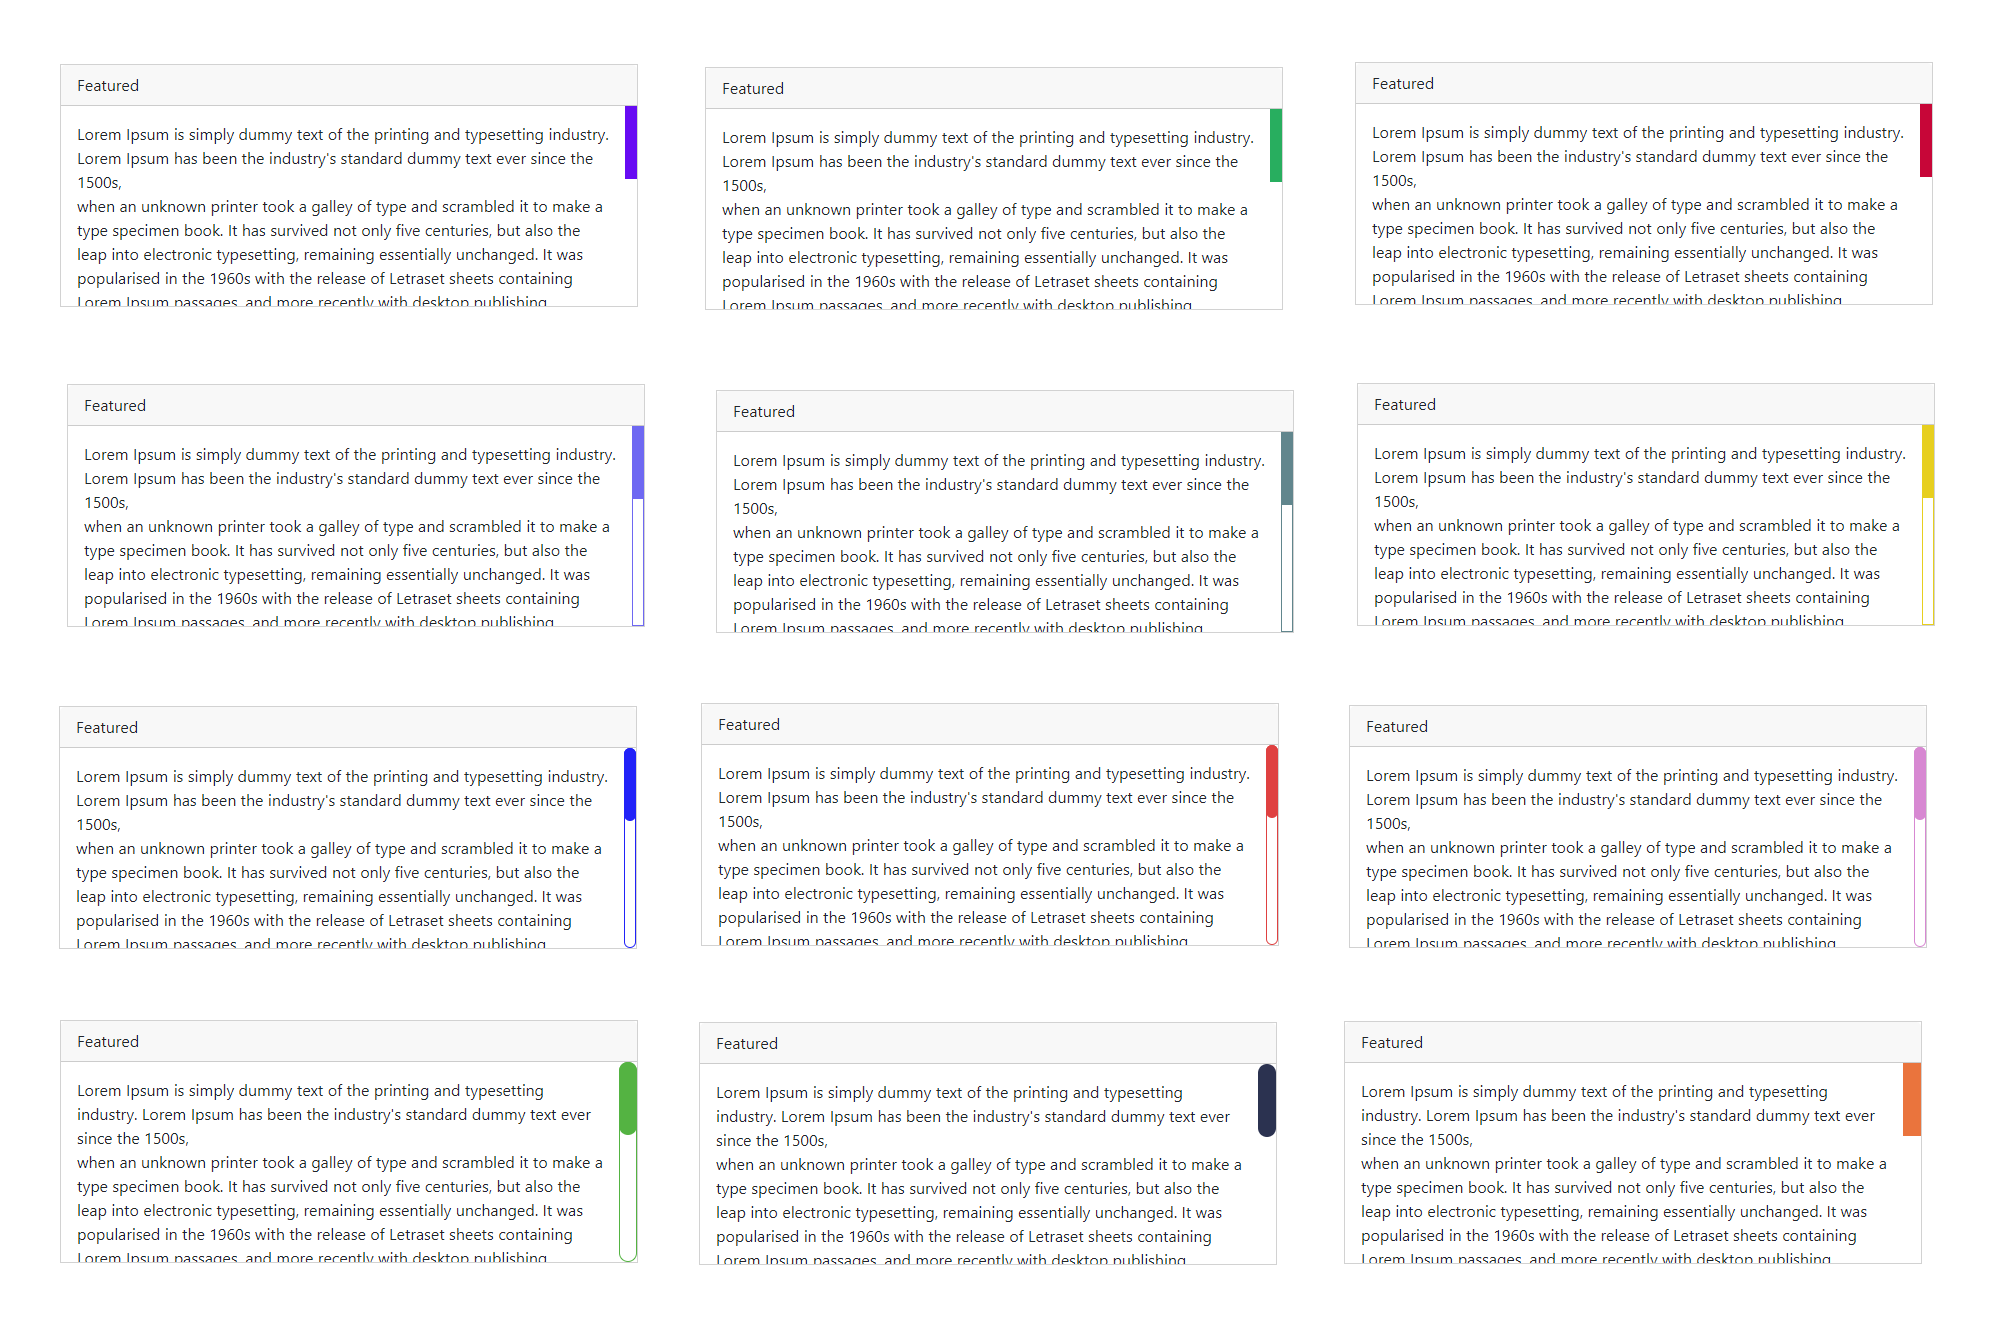 Featured
Lorem Ipsum is simply dummy text of the printing and typesetting industry.
Lorem Ipsum has been the industry's standard dummy text ever since the
1500s,
when an unknown printer took a galley of type and scrambled it to make a
type specimen book. It has survived not only five centuries, but also the
leap into electronic typesetting, remaining essentially unchanged. It was
popularised in the 1960s with the release of Letraset sheets containing
Lorem Ipsum passages, and more recently with desktop publishing
Featured
Lorem Ipsum is simply dummy text of the printing and typesetting industry.
Lorem Ipsum has been the industry's standard dummy text ever since the
1500s,
when an unknown printer took a galley of type and scrambled it to make a
type specimen book. It has survived not only five centuries, but also the
leap into electronic typesetting, remaining essentially unchanged. It was
popularised in the 1960s with the release of Letraset sheets containing
Lorem Ipsum passages, and more recently with desktop publishing
Featured
Lorem Ipsum is simply dummy text of the printing and typesetting industry.
Lorem Ipsum has been the industry's standard dummy text ever since the
1500s,
when an unknown printer took a galley of type and scrambled it to make a
type specimen book. It has survived not only five centuries, but also the
leap into electronic typesetting, remaining essentially unchanged. It was
popularised in the 1960s with the release of Letraset sheets containing
Lorem Ipsum passages, and more recently with desktop publishing
Featured
Lorem Ipsum is simply dummy text of the printing and typesetting industry.
Lorem Ipsum has been the industry's standard dummy text ever since the
1500s,
when an unknown printer took a galley of type and scrambled it to make a
type specimen book. It has survived not only five centuries, but also the
leap into electronic typesetting, remaining essentially unchanged. It was
popularised in the 1960s with the release of Letraset sheets containing
Lorem Ipsum passages, and more recently with desktop publishing
Featured
Lorem Ipsum is simply dummy text of the printing and typesetting industry.
Lorem Ipsum has been the industry's standard dummy text ever since the
1500s,
when an unknown printer took a galley of type and scrambled it to make a
type specimen book. It has survived not only five centuries, but also the
leap into electronic typesetting, remaining essentially unchanged. It was
popularised in the 1960s with the release of Letraset sheets containing
Lorem Ipsum passages, and more recently with desktop publishing
Featured
Lorem Ipsum is simply dummy text of the printing and typesetting industry.
Lorem Ipsum has been the industry's standard dummy text ever since the
1500s,
when an unknown printer took a galley of type and scrambled it to make a
type specimen book. It has survived not only five centuries, but also the
leap into electronic typesetting, remaining essentially unchanged. It was
popularised in the 1960s with the release of Letraset sheets containing
Lorem Ipsum passages, and more recently with desktop publishing
Featured
Lorem Ipsum is simply dummy text of the printing and typesetting industry.
Lorem Ipsum has been the industry's standard dummy text ever since the
1500s,
when an unknown printer took a galley of type and scrambled it to make a
type specimen book. It has survived not only five centuries, but also the
leap into electronic typesetting, remaining essentially unchanged. It was
popularised in the 1960s with the release of Letraset sheets containing
Lorem Ipsum passages, and more recently with desktop publishing
Featured
Lorem Ipsum is simply dummy text of the printing and typesetting industry.
Lorem Ipsum has been the industry's standard dummy text ever since the
1500s,
when an unknown printer took a galley of type and scrambled it to make a
type specimen book. It has survived not only five centuries, but also the
leap into electronic typesetting, remaining essentially unchanged. It was
popularised in the 1960s with the release of Letraset sheets containing
Lorem Ipsum passages, and more recently with desktop publishing
Featured
Lorem Ipsum is simply dummy text of the printing and typesetting industry.
Lorem Ipsum has been the industry's standard dummy text ever since the
1500s,
when an unknown printer took a galley of type and scrambled it to make a
type specimen book. It has survived not only five centuries, but also the
leap into electronic typesetting, remaining essentially unchanged. It was
popularised in the 1960s with the release of Letraset sheets containing
Lorem Ipsum passages, and more recently with desktop publishing
Featured
Lorem Ipsum is simply dummy text of the printing and typesetting
industry. Lorem Ipsum has been the industry's standard dummy text ever
since the 1500s,
when an unknown printer took a galley of type and scrambled it to make a
type specimen book. It has survived not only five centuries, but also the
leap into electronic typesetting, remaining essentially unchanged. It was
popularised in the 1960s with the release of Letraset sheets containing
Lorem Ipsum passages, and more recently with desktop publishing
Featured
Lorem Ipsum is simply dummy text of the printing and typesetting
industry. Lorem Ipsum has been the industry's standard dummy text ever
since the 1500s,
when an unknown printer took a galley of type and scrambled it to make a
type specimen book. It has survived not only five centuries, but also the
leap into electronic typesetting, remaining essentially unchanged. It was
popularised in the 1960s with the release of Letraset sheets containing
Lorem Ipsum passages, and more recently with desktop publishing
Featured
Lorem Ipsum is simply dummy text of the printing and typesetting
industry. Lorem Ipsum has been the industry's standard dummy text ever
since the 1500s,
when an unknown printer took a galley of type and scrambled it to make a
type specimen book. It has survived not only five centuries, but also the
leap into electronic typesetting, remaining essentially unchanged. It was
popularised in the 1960s with the release of Letraset sheets containing
Lorem Ipsum passages, and more recently with desktop publishing